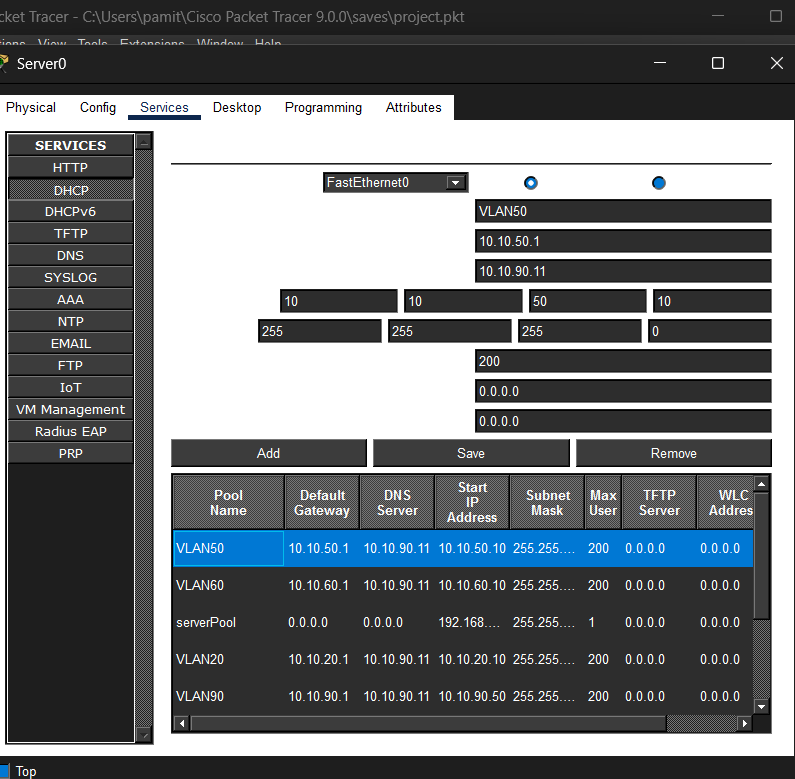 cket Tracer - C:\Users\pamit\Cisco Packet Tracer 9.0.0\saves\project.pkt
ions View Tools Extensions Window Help
Server0
Physical Config Services Desktop Programming Attributes
SERVICES
HTTP
DHCP
DHCPv6
TFTP
DNS
SYSLOG
AAA
NTP
EMAIL
FTP
IoT
VM Management
Radius EAP
PRP
FastEthernet0
VLAN50
10.10.50.1
10.10.90.11
10 10 50 10
255 255 255 0
200
0.0.0.0
0.0.0.0
Add Save Remove
Pool Name Default Gateway DNS Server Start IP Address Subnet Mask Max User TFTP Server WLC Addres
VLAN50 10.10.50.1 10.10.90.11 10.10.50.10 255.255.... 200 0.0.0.0 0.0.0.0
VLAN60 10.10.60.1 10.10.90.11 10.10.60.10 255.255.... 200 0.0.0.0 0.0.0.0
serverPool 0.0.0.0 0.0.0.0 192.168.... 255.255.... 1 0.0.0.0 0.0.0.0
VLAN20 10.10.20.1 10.10.90.11 10.10.20.10 255.255.... 200 0.0.0.0 0.0.0.0
VLAN90 10.10.90.1 10.10.90.11 10.10.90.50 255.255.... 200 0.0.0.0 0.0.0.0
Top